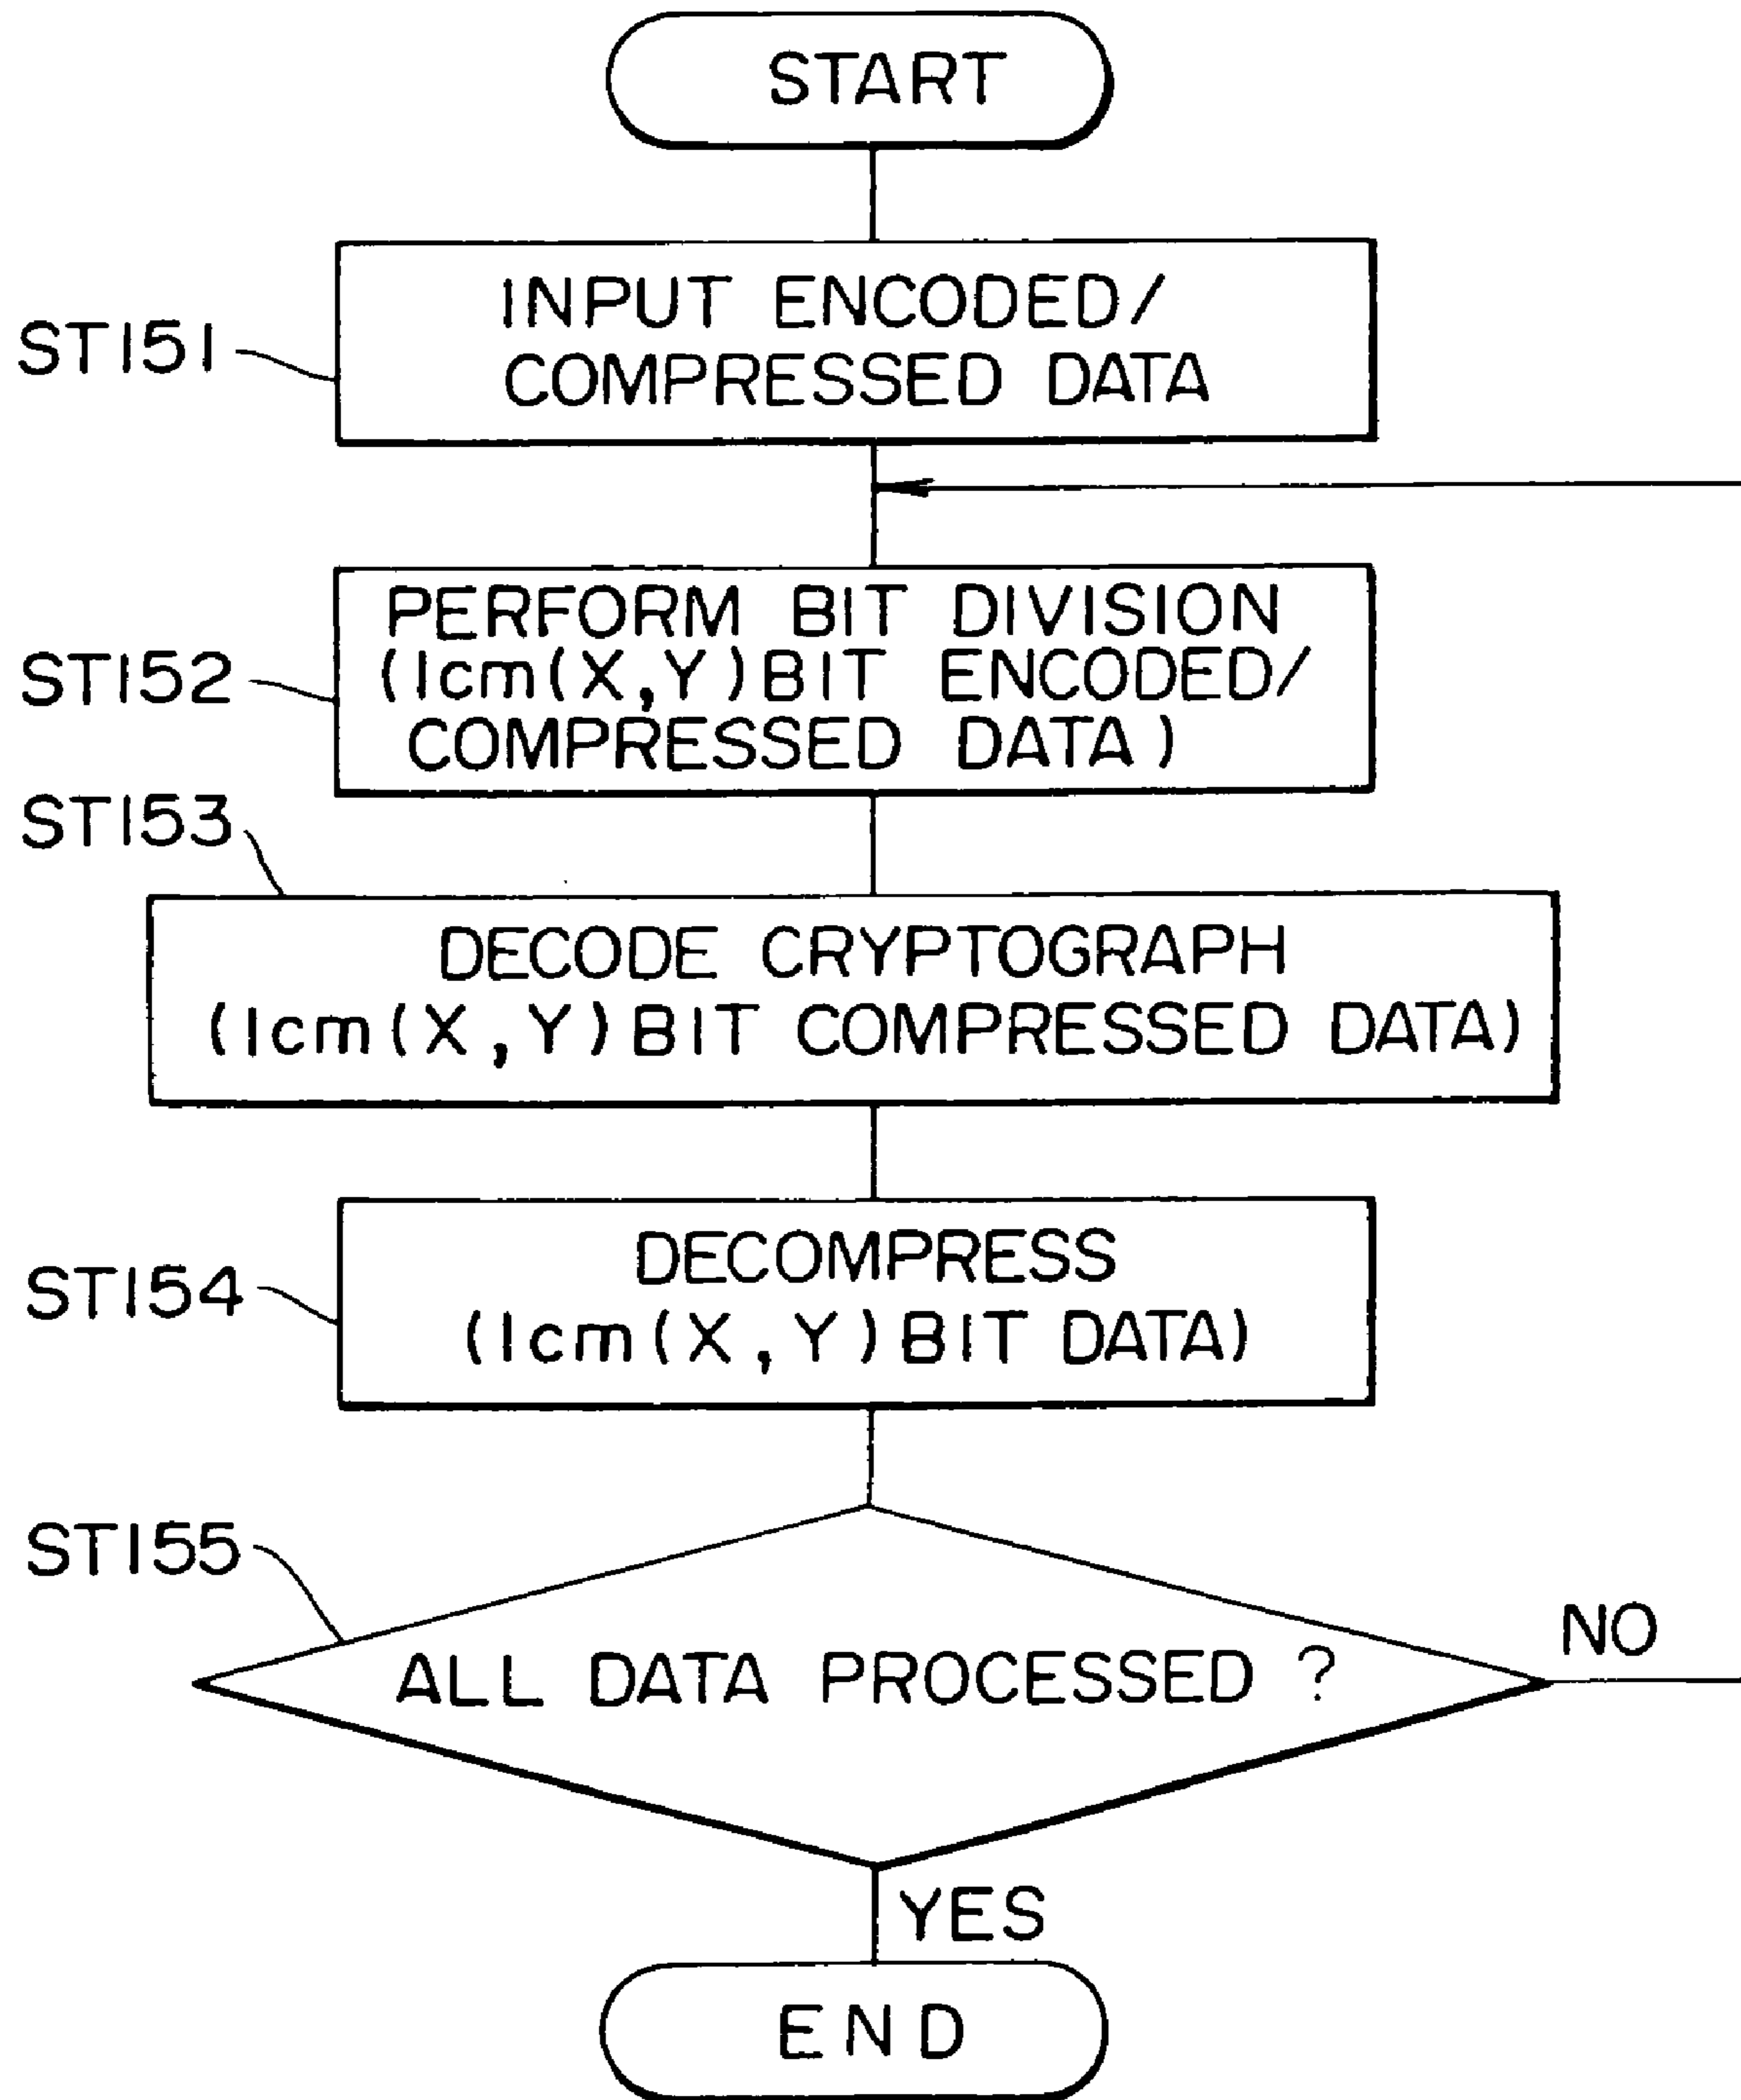 START
INPUT ENCODED/
COMPRESSED DATA
ST151
PERFORM BIT DIVISION
(lcm(X,Y)BIT ENCODED/
COMPRESSED DATA)
ST152
ST153
DECODE CRYPTOGRAPH
(lcm(X,Y)BIT COMPRESSED DATA)
DECOMPRESS
(lcm(X,Y)BIT DATA)
ST154
ST155
ALL DATA PROCESSED ?
NO
YES
END